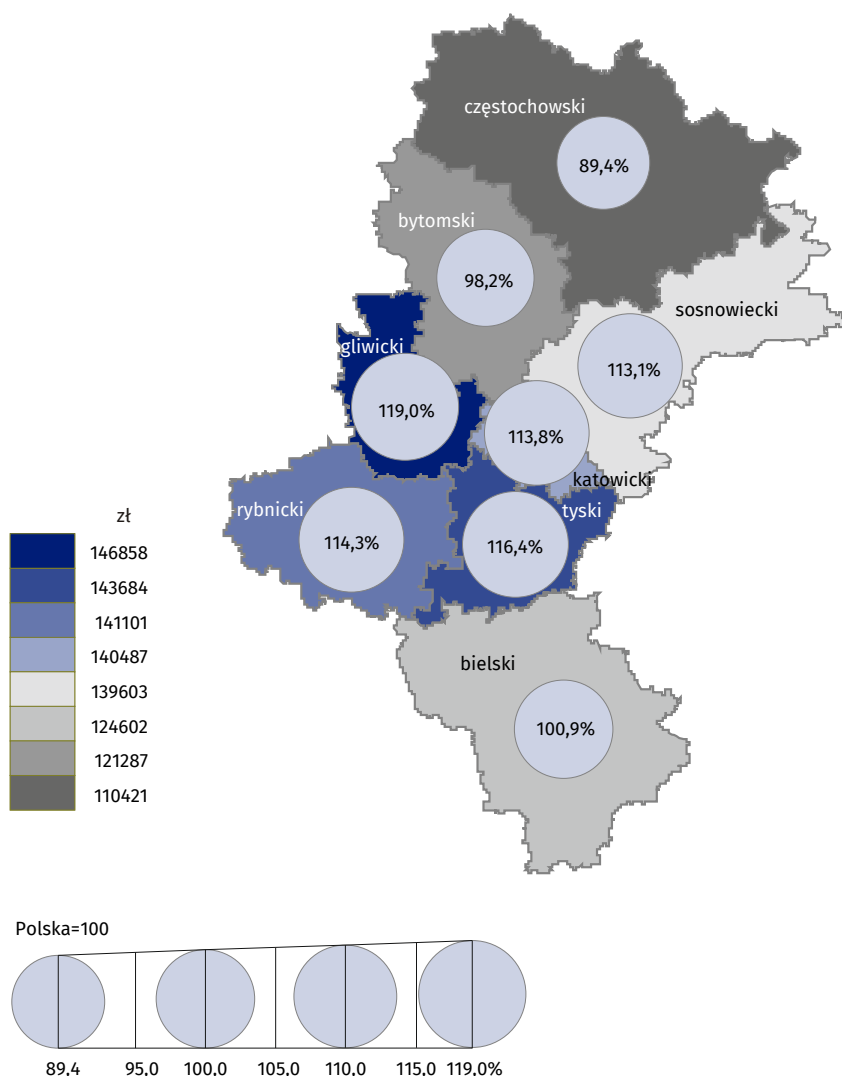 częstochowski
89,4%
bytomski
98,2%
sosnowiecki
gliwicki
113,1%
119,0%
113,8%
katowicki
rybnicki
tyski
114,3%
116,4%
zł
146858
143684
141101
140487
139603
124602
121287
110421
bielski
100,9%
Polska=100
89,4 95,0 100,0 105,0 110,0 115,0 119,0%